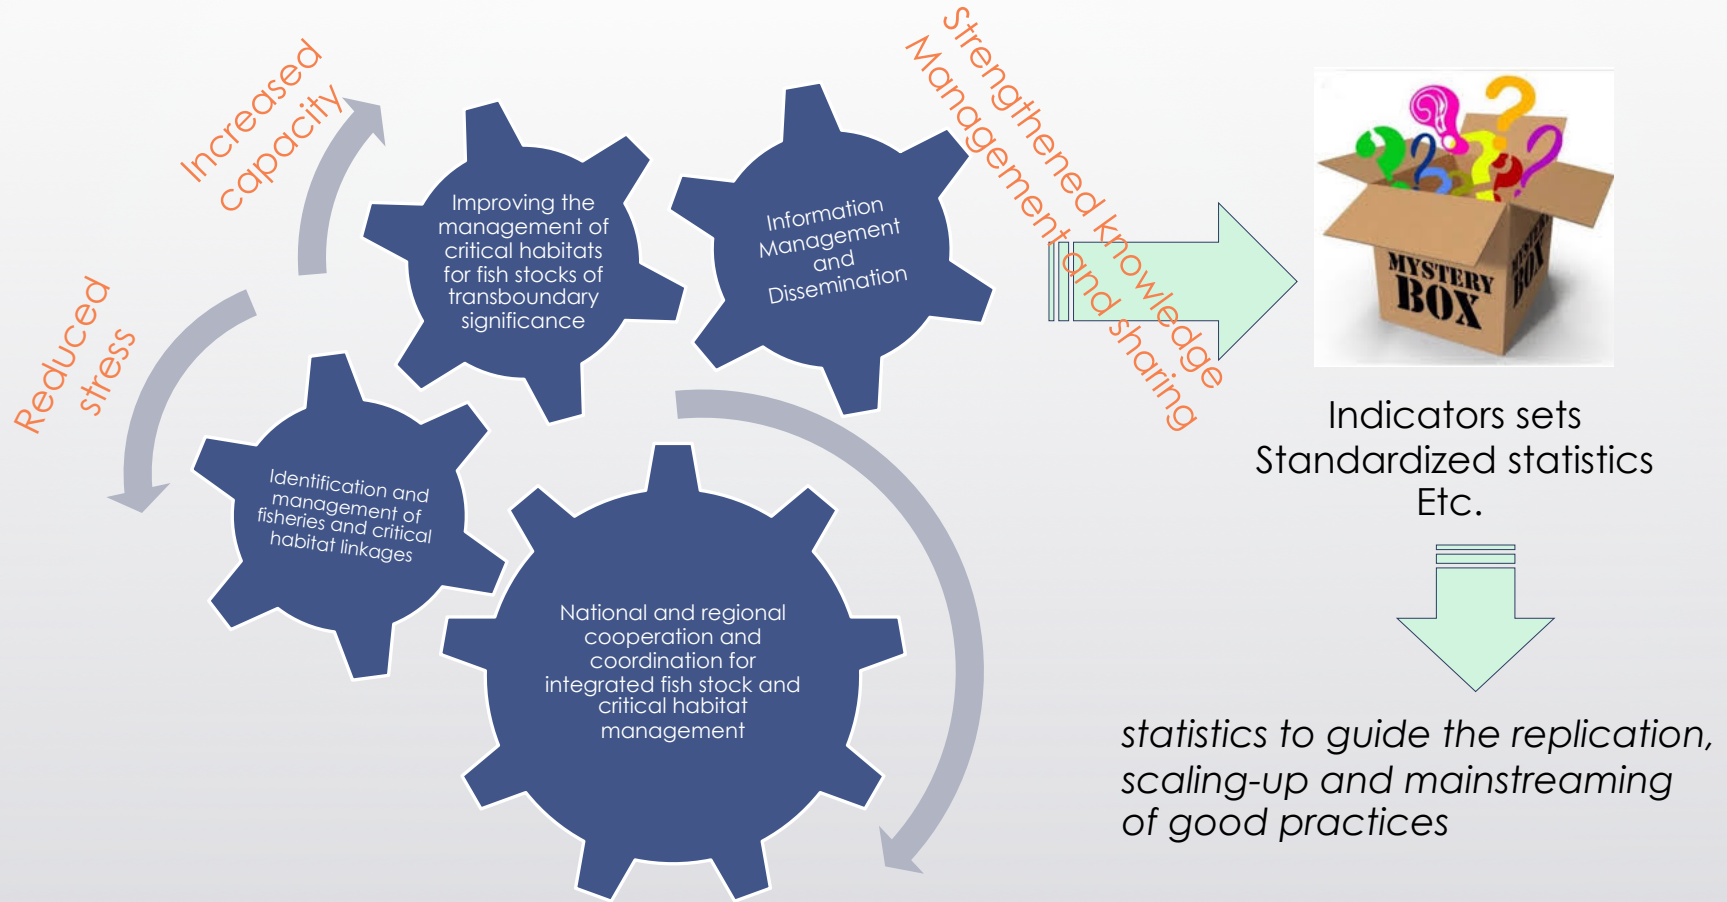 Increased
capacity
Reduced
stress
Improving the
management of
critical habitats
for fish stocks of
transboundary
significance
Information
Management
and
Dissemination
Strengthened knowledge
Management and sharing
Identification and
management of
fisheries and critical
habitat linkages
National and regional
cooperation and
coordination for
integrated fish stock and
critical habitat
management
MYSTERY
BOX
Indicators sets
Standardized statistics
Etc.
statistics to guide the replication,
scaling-up and mainstreaming
of good practices